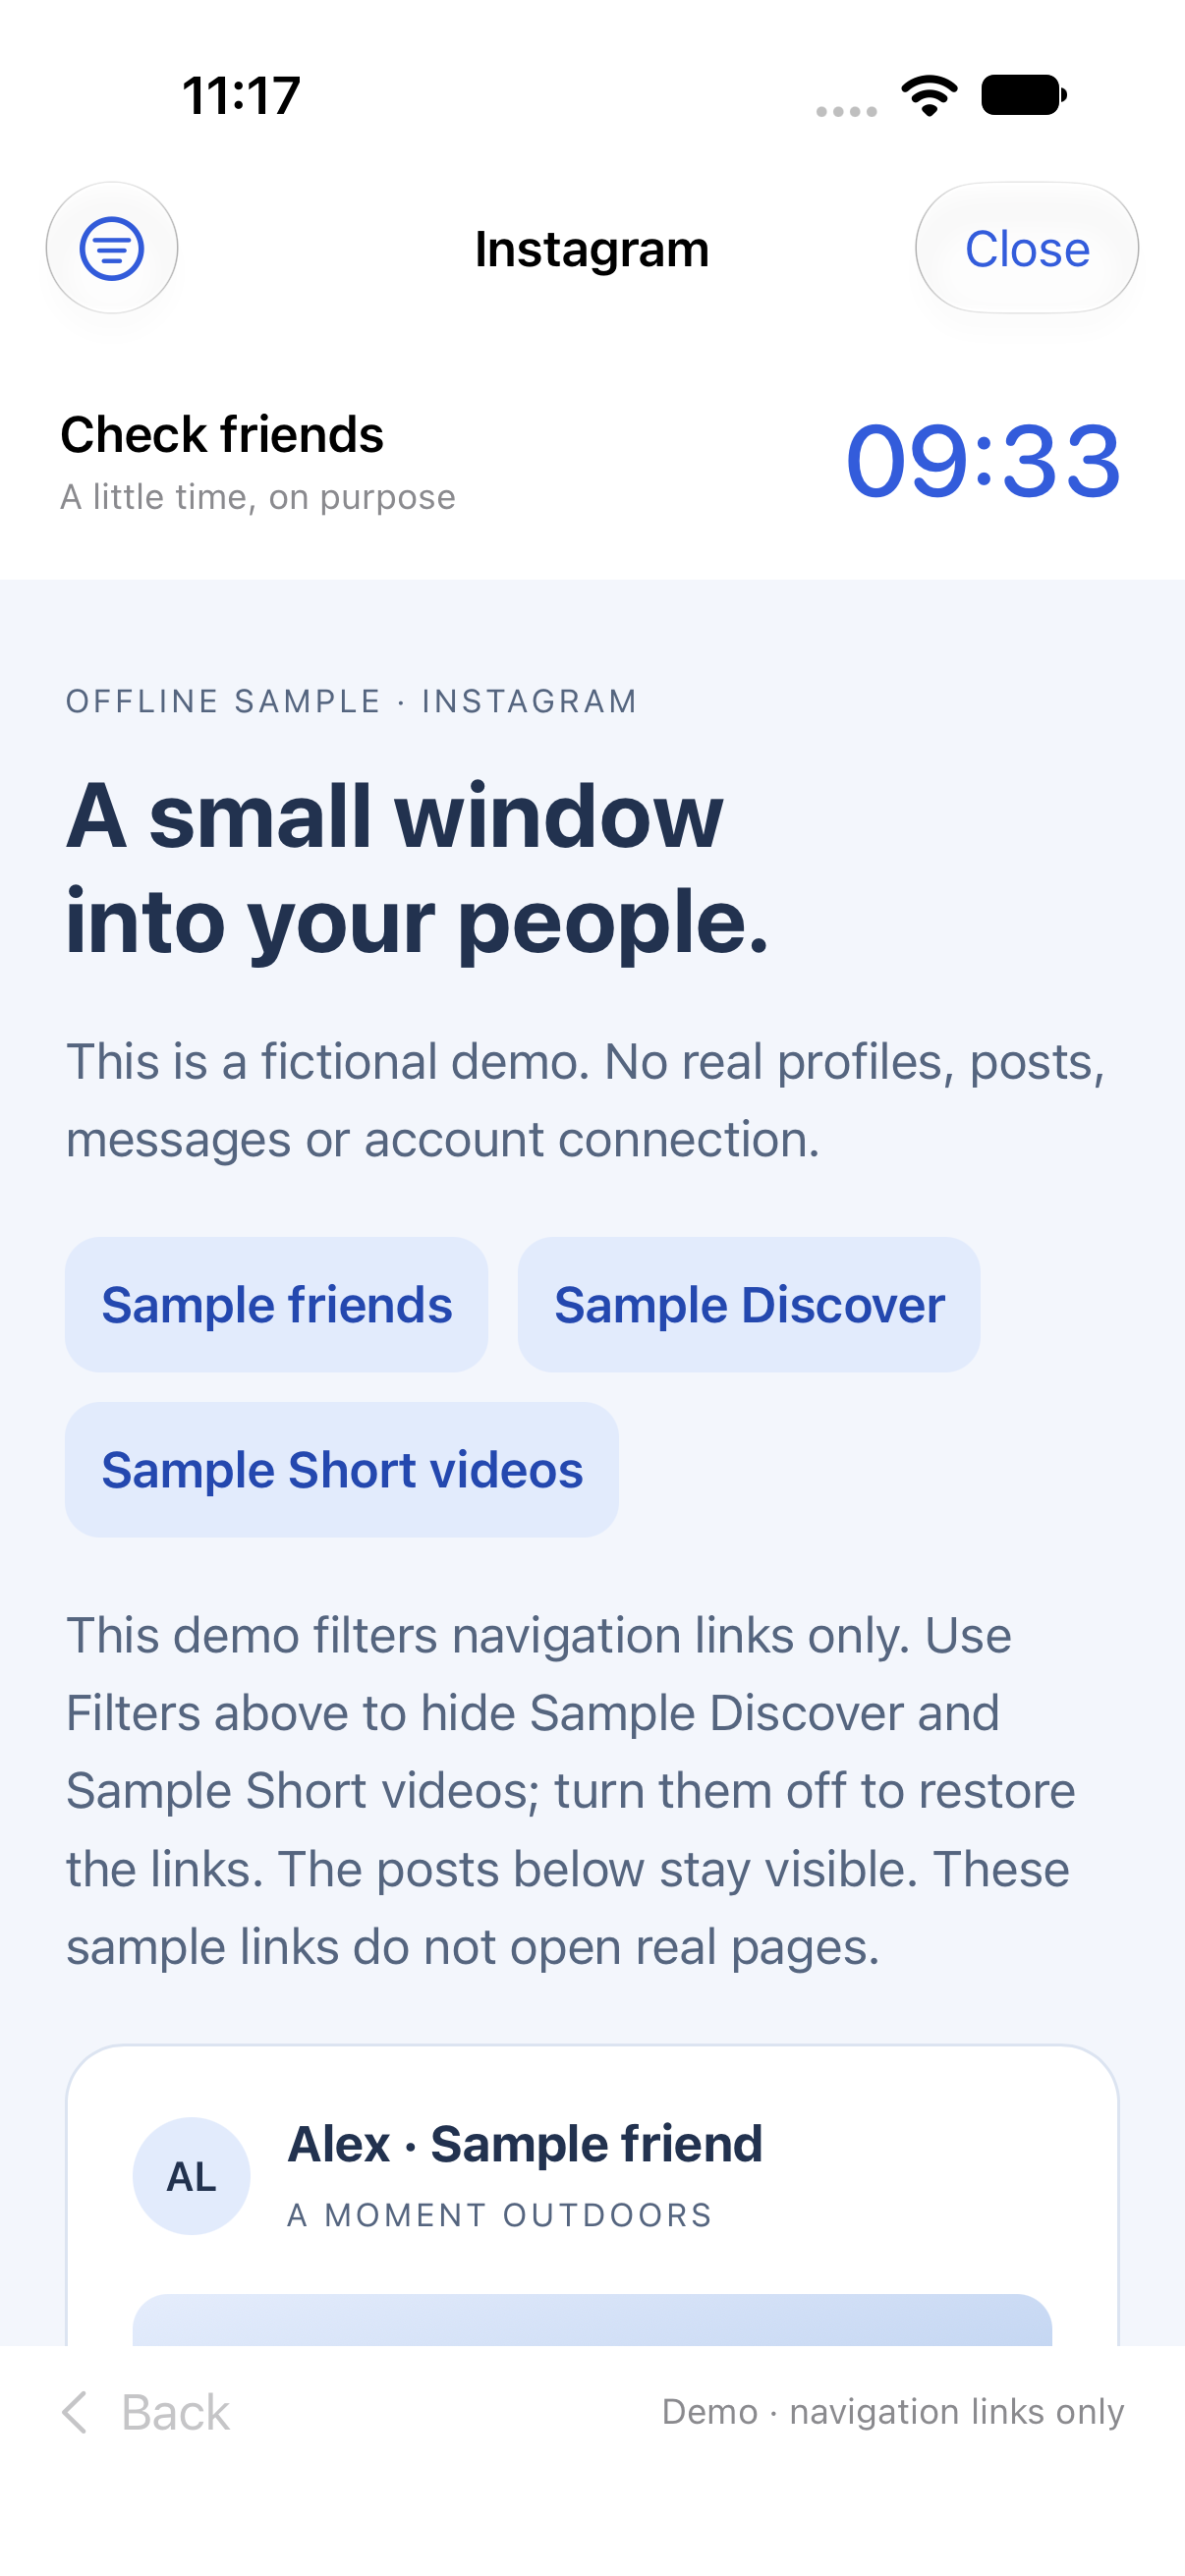 11:17
Instagram
Close
Check friends
09:33
A little time, on purpose
OFFLINE SAMPLE · INSTAGRAM
A small window
into your people.
This is a fictional demo. No real profiles, posts,
messages or account connection.
Sample friends
Sample Discover
Sample Short videos
This demo filters navigation links only. Use
Filters above to hide Sample Discover and
Sample Short videos; turn them off to restore
the links. The posts below stay visible. These
sample links do not open real pages.
AL
Alex · Sample friend
A MOMENT OUTDOORS
Back
Demo · navigation links only